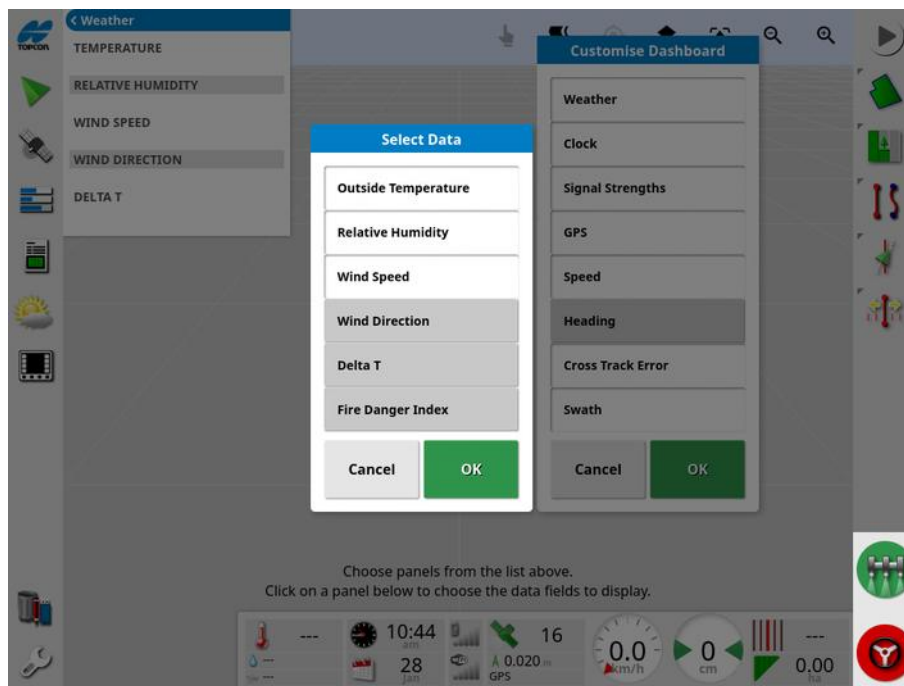 TOPCON
< Weather
TEMPERATURE
RELATIVE HUMIDITY
WIND SPEED
WIND DIRECTION
DELTA T
Select Data
Outside Temperature
Relative Humidity
Wind Speed
Wind Direction
Delta T
Fire Danger Index
Cancel
OK
Customise Dashboard
Weather
Clock
Signal Strengths
GPS
Speed
Heading
Cross Track Error
Swath
Cancel
OK
Choose panels from the list above.
Click on a panel below to choose the data fields to display.
---
---
---
10:44
am
28
Jan
16
0.020 m
GPS
0.0
km/h
0
cm
---
0.00
ha